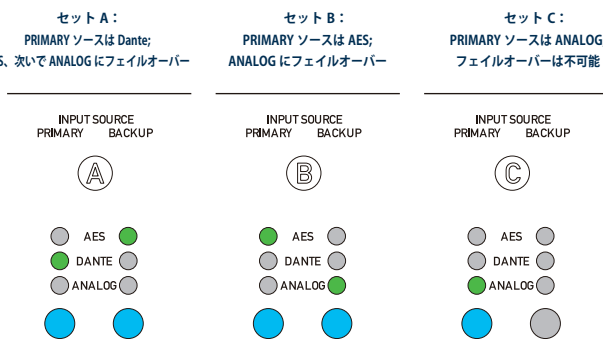 セット A：
PRIMARY ソースは Dante;
S、次いで ANALOG にフェイルオーバー
INPUT SOURCE
PRIMARY BACKUP
A
AES
DANTE
ANALOG
セット B：
PRIMARY ソースは AES;
ANALOG にフェイルオーバー
INPUT SOURCE
PRIMARY BACKUP
B
AES
DANTE
ANALOG
セット C：
PRIMARY ソースは ANALOG
フェイルオーバーは不可能
INPUT SOURCE
PRIMARY BACKUP
C
AES
DANTE
ANALOG